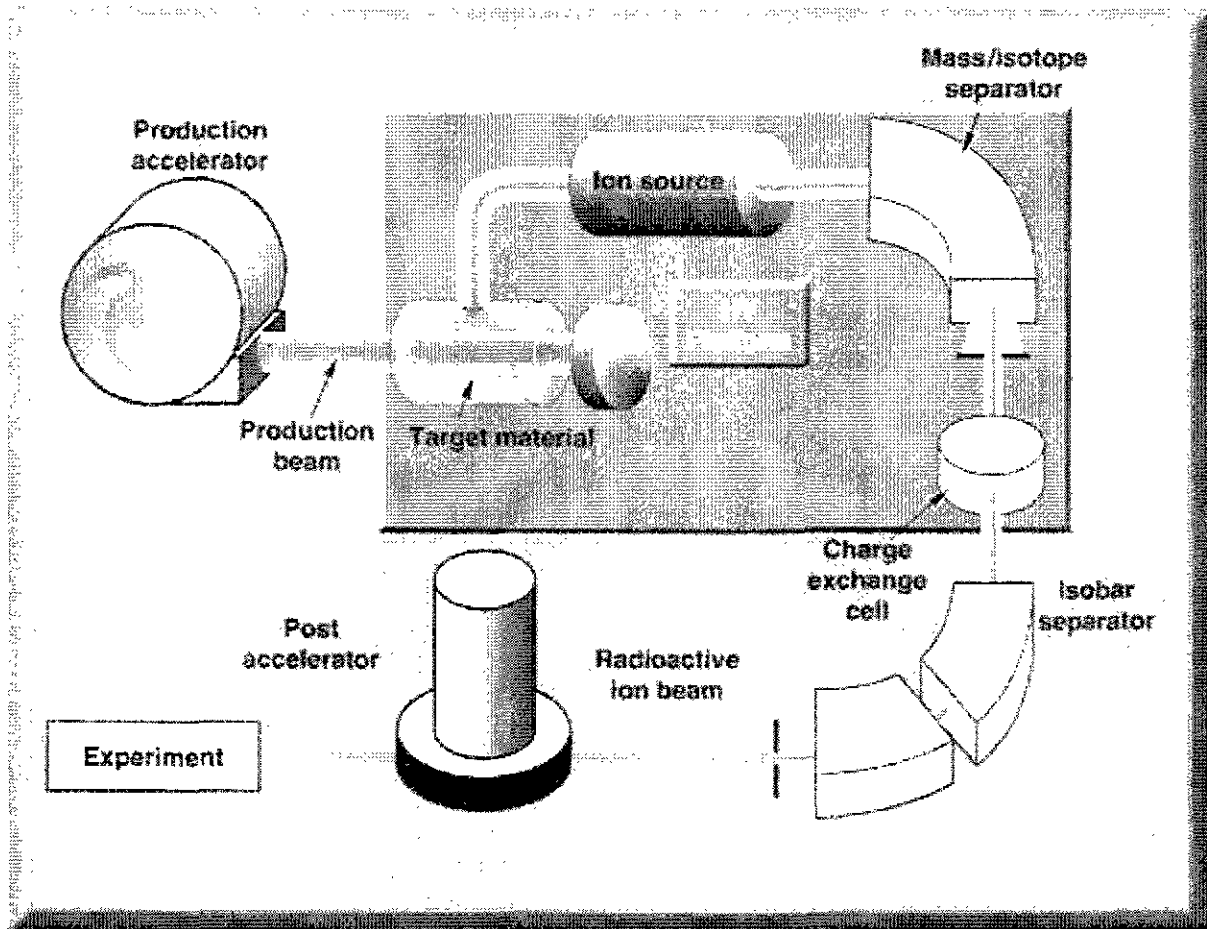 Mass/isotope
separator
Production
accelerator
Ion source
Production
beam
Target material
Charge
exchange
cell
Isobar
separator
Post
accelerator
Radioactive
ion beam
Experiment